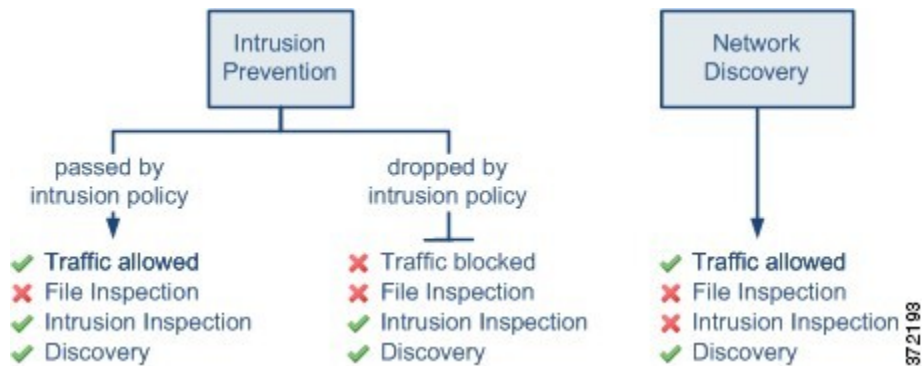 Intrusion
Prevention
passed by
intrusion policy
Traffic allowed
File Inspection
Intrusion Inspection
Discovery
dropped by
intrusion policy
Traffic blocked
File Inspection
Intrusion Inspection
Discovery
Network
Discovery
Traffic allowed
File Inspection
Intrusion Inspection
Discovery
372193